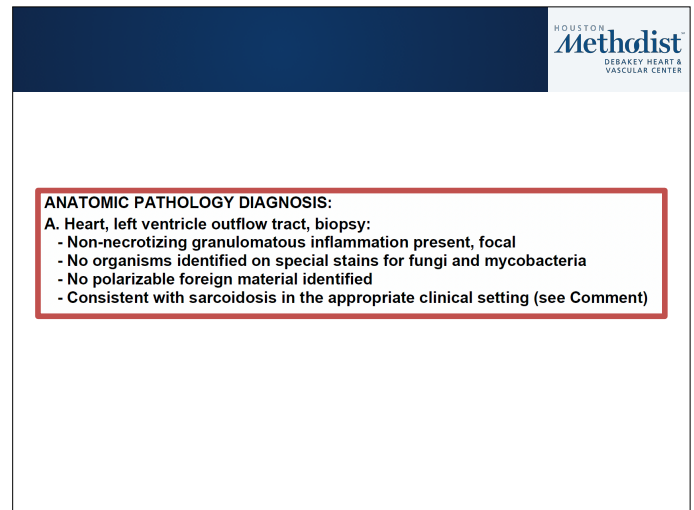 HOUSTON
Methodist
DEBAKEY HEART &
VASCULAR CENTER
ANATOMIC PATHOLOGY DIAGNOSIS:
A. Heart, left ventricle outflow tract, biopsy:
- Non-necrotizing granulomatous inflammation present, focal
- No organisms identified on special stains for fungi and mycobacteria
- No polarizable foreign material identified
- Consistent with sarcoidosis in the appropriate clinical setting (see Comment)